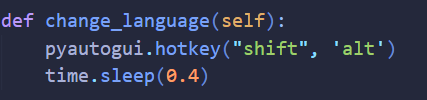 def change_language(self):
    pyautogui.hotkey("shift", 'alt')
    time.sleep(0.4)